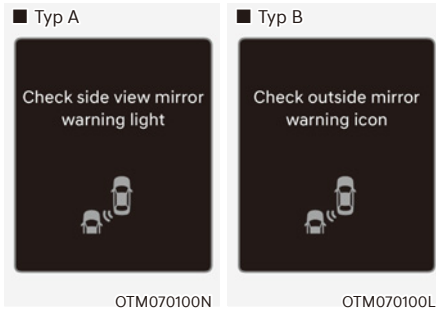 ■ Typ A
Check side view mirror
warning light
OTM070100N
■ Typ B
Check outside mirror
warning icon
OTM070100L